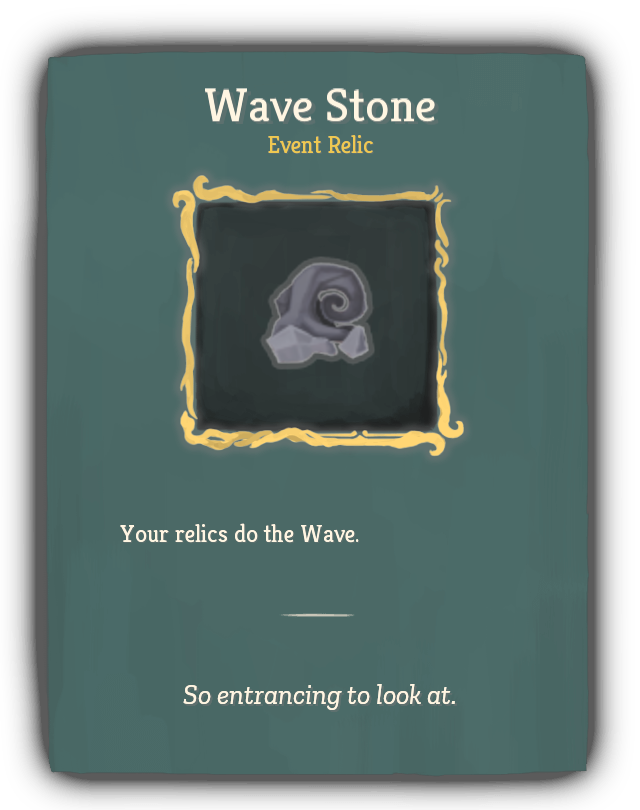 Wave Stone
Event Relic
Your relics do the Wave.
So entrancing to look at.